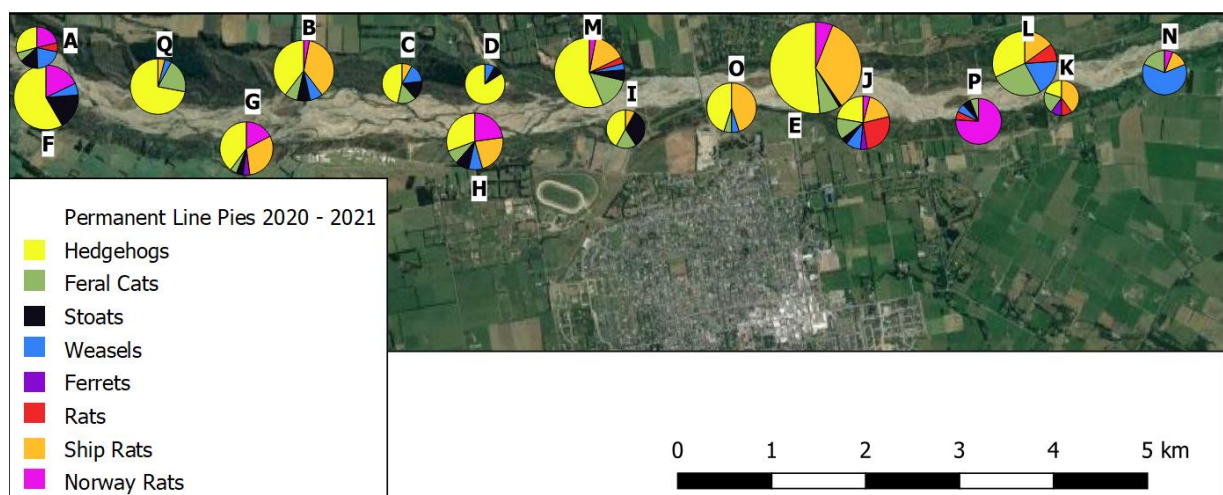 A
Q
B
C
D
M
O
E
J
P
L
K
N
F
G
H
I
Permanent Line Pies 2020 - 2021
Hedgehogs
Feral Cats
Stoats
Weasels
Ferrets
Rats
Ship Rats
Norway Rats
0 1 2 3 4 5 km